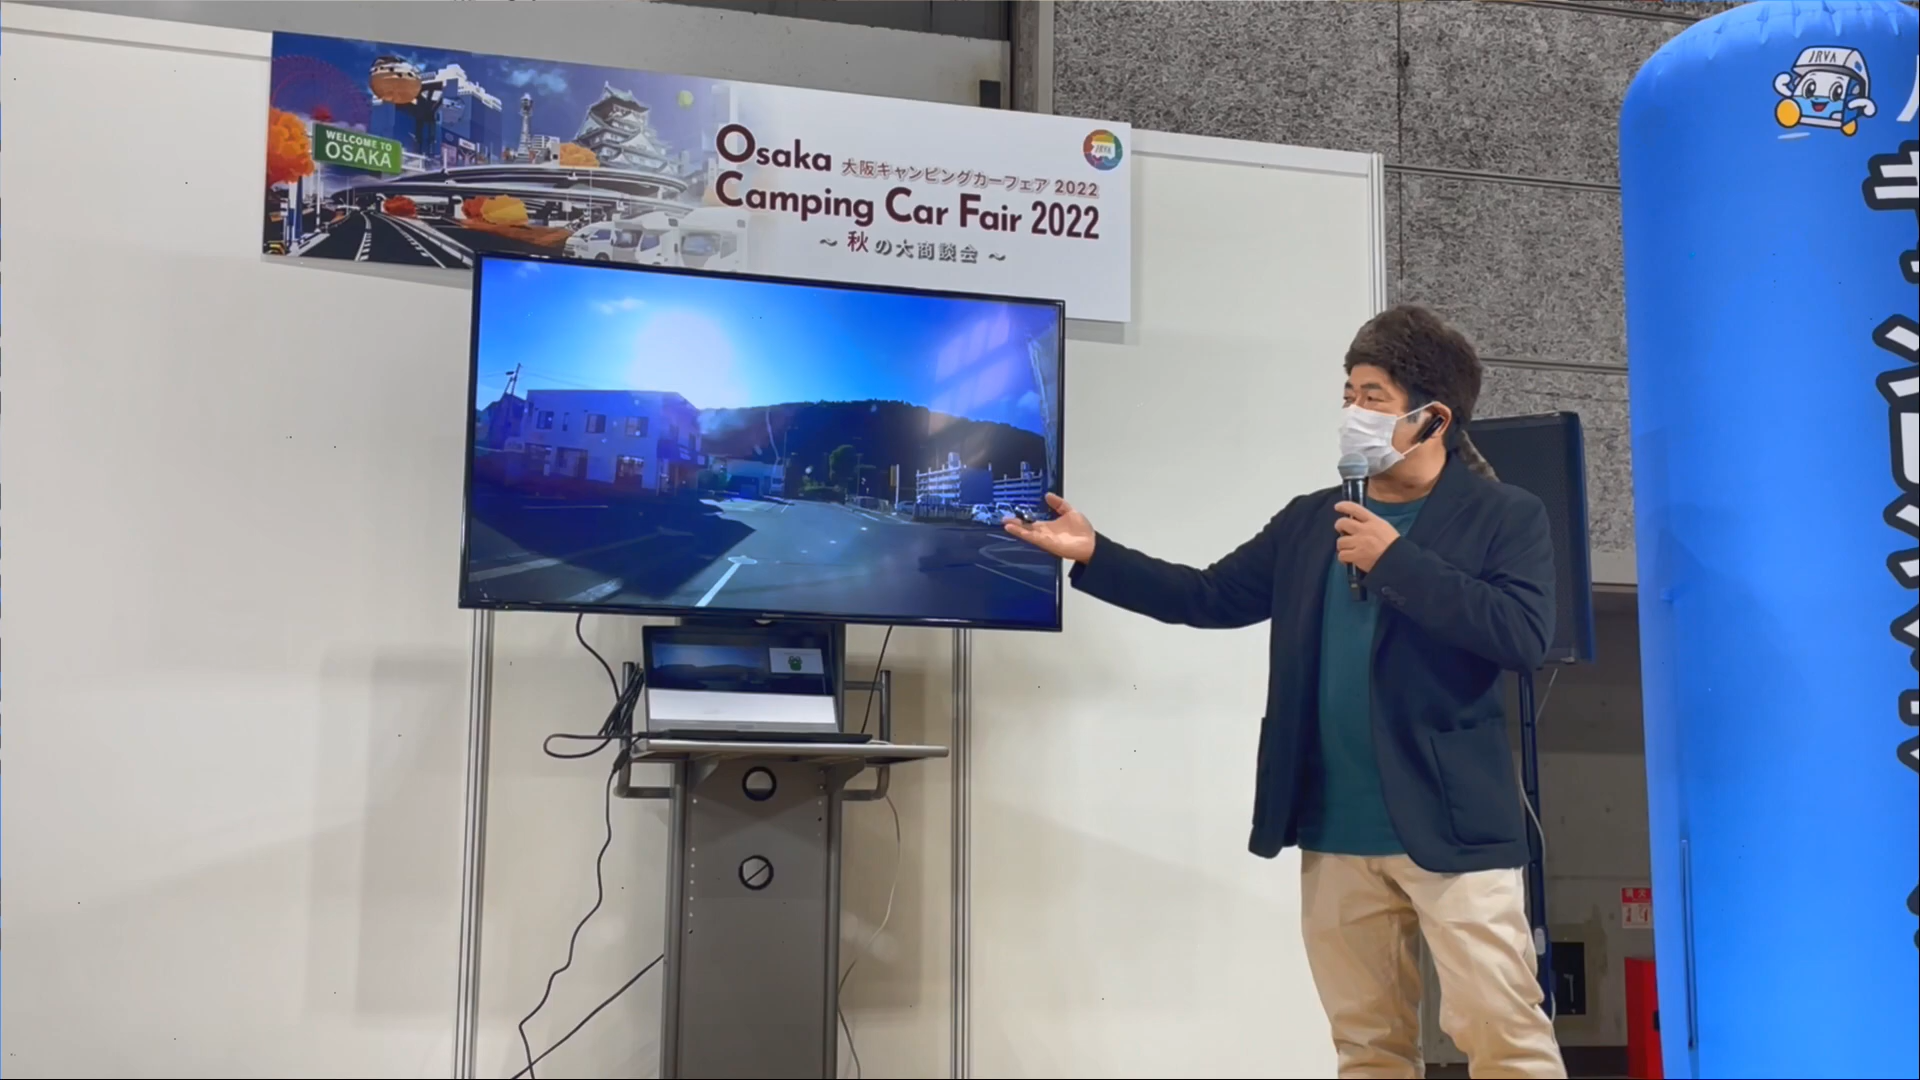 WELCOME TO
OSAKA
Osaka 大阪キャンピングカーフェア 2022
Camping Car Fair 2022
～ 秋の大商談会 ～
JRVA
JRVA